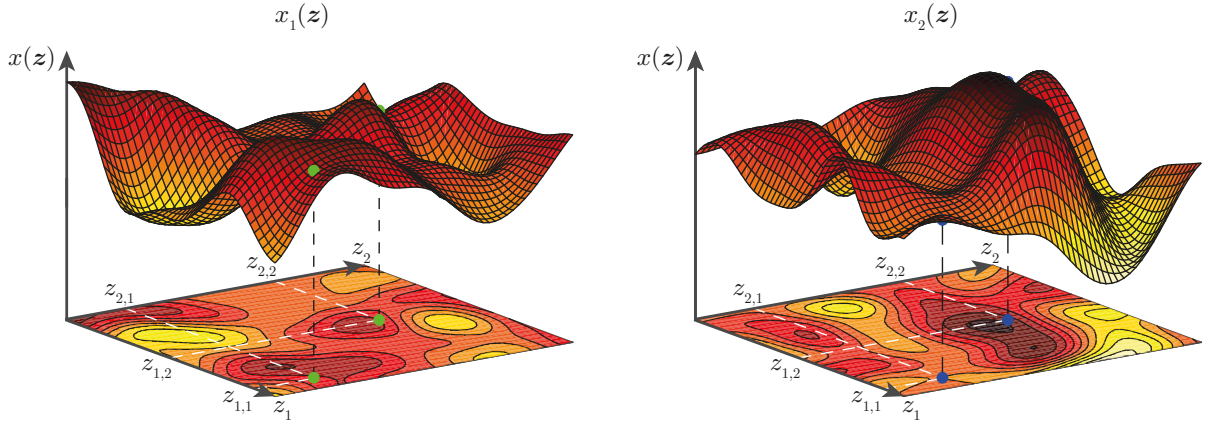 x₁(z)
x(z)
z₂
z₂,₂
z₂,₁
z₁,₂
z₁,₁
z₁
x₂(z)
x(z)
z₂
z₂,₂
z₂,₁
z₁,₂
z₁,₁
z₁